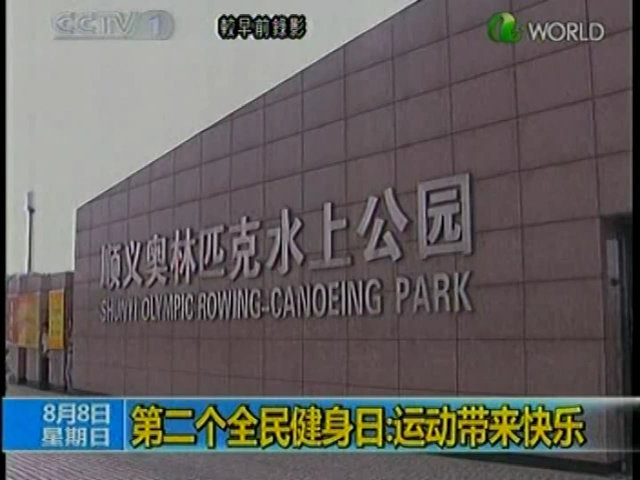 CCTV 1
較早前錄影
WORLD
顺义奥林匹克水上公园
SHUNYI OLYMPIC ROWING-CANOEING PARK
8月8日
星期日
第二个全民健身日:运动带来快乐